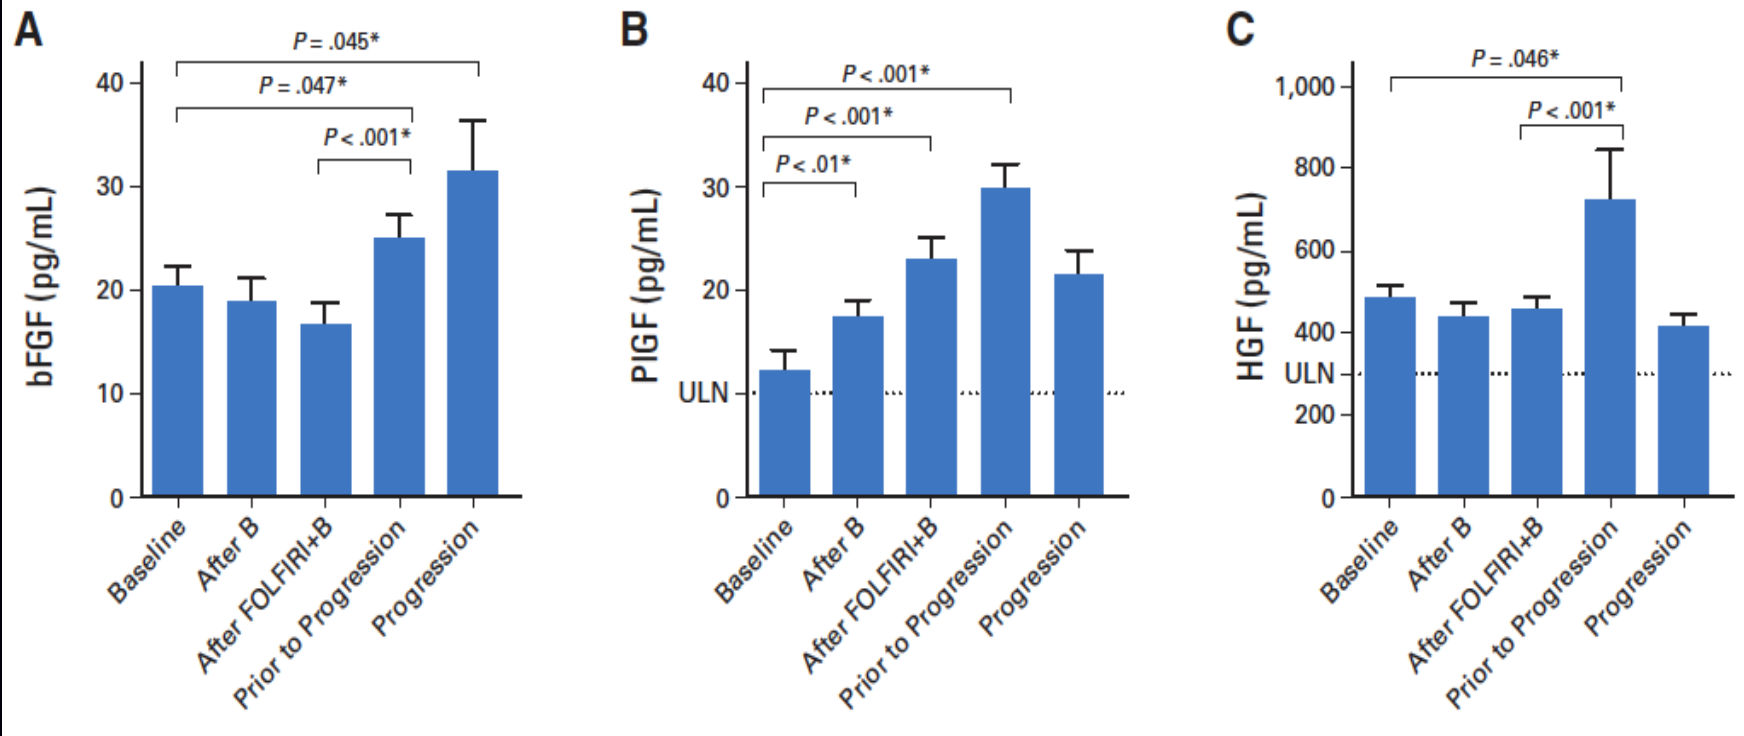 A
P = .045*
P = .047*
P < .001*
bFGF (pg/mL)
40
30
20
10
0
Baseline
After B
After FOLFIRI+B
Prior to Progression
Progression
B
P < .001*
P < .001*
P < .01*
PlGF (pg/mL)
40
30
20
ULN
0
Baseline
After B
After FOLFIRI+B
Prior to Progression
Progression
C
P = .046*
P < .001*
HGF (pg/mL)
1,000
800
600
400
ULN
200
0
Baseline
After B
After FOLFIRI+B
Prior to Progression
Progression